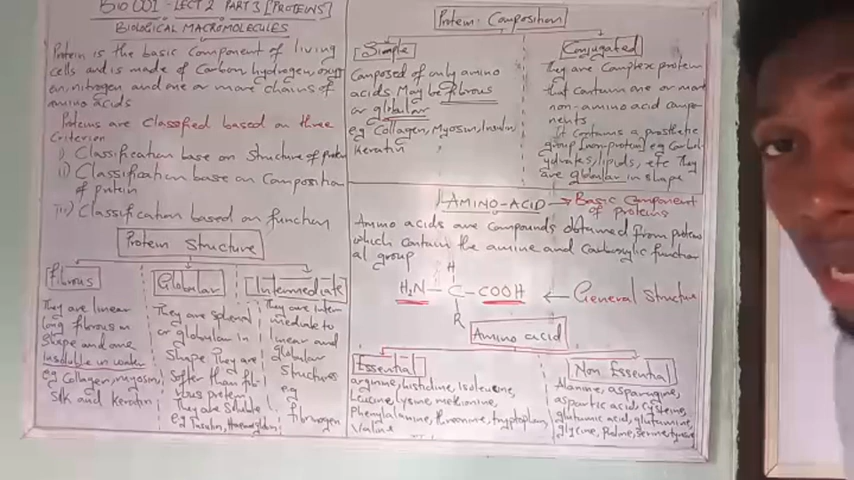 BIO 001 - LECT 2 PART 3 [PROTEINS]
BIOLOGICAL MACROMOLECULES
Protein is the basic component of living
cells and is made of Carbon, hydrogen, oxyg
en, nitrogen and one or more chains of
amino acids
Proteins are classified based on three
Criterion
i) Classification base on structure of protein
ii) Classification base on Composition
of protein
iii) Classification based on function
Protein Structure
Fibrous
They are linear
long fibrous in
shape and are
insoluble in water
eg Collagen, myosin,
Silk and keratin
Globular
They are spherical
or globular in
shape They are
softer than fib
rous protein
They are soluble
e.g Insulin, Haemoglobin
Intermediate
They are inter
mediate to
linear and
globular
structures
eg
fibrinogen
Protein: Composition
Simple
Composed of only amino
acids May be fibrous
or globular
eg Collagen, Myosin, Insulin
Keratin
Conjugated
They are Complex protein
that contain one or more
non-amino acid compo-
nents
It contains a prosthetic
group (non protein) eg Carboh
ydrates, lipids, etc They
are globular in shape
AMINO-ACID → Basic Component
of proteins
Amino acids are compounds obtained from protein
which contain the amine and Carboxylic function
al group
H
H₂N - C - COOH ← General Structure
R
Amino acid
Essential
arginine, histidine, Isoleucine,
Leucine, lysine, methionine,
Phenylalanine, threonine, tryptophan,
Valine
Non Essential
Alanine, asparagine,
aspartic acid, cysteine,
glutamic acid, glutamine,
glycine, Proline, Serine, tyrosine